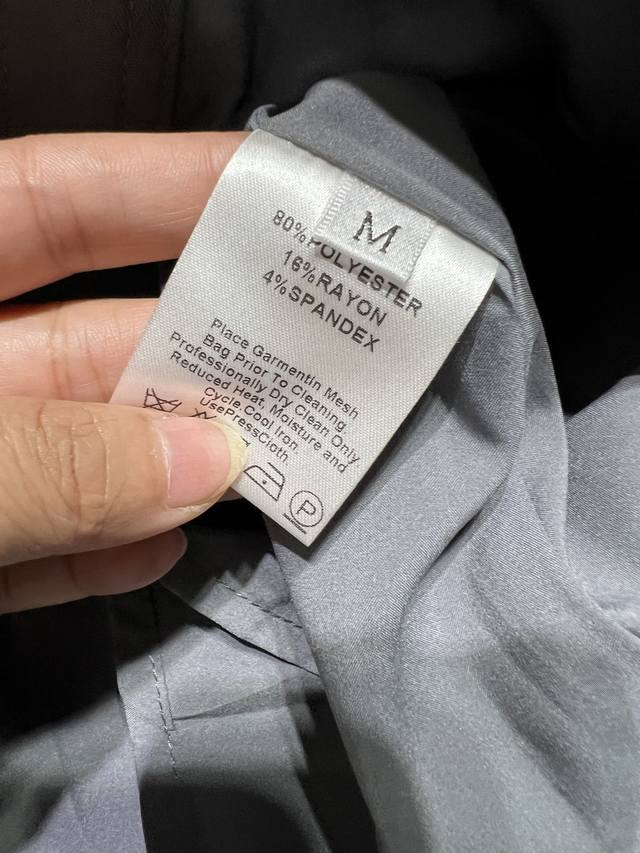 M
80%POLYESTER
16%RAYON
4%SPANDEX
Place Garmentin Mesh
Bag Prior To Cleaning.
Professionally Dry Clean Only
Reduced Heat, Moisture and
Cycle.Cool Iron.
UsePressCloth
P